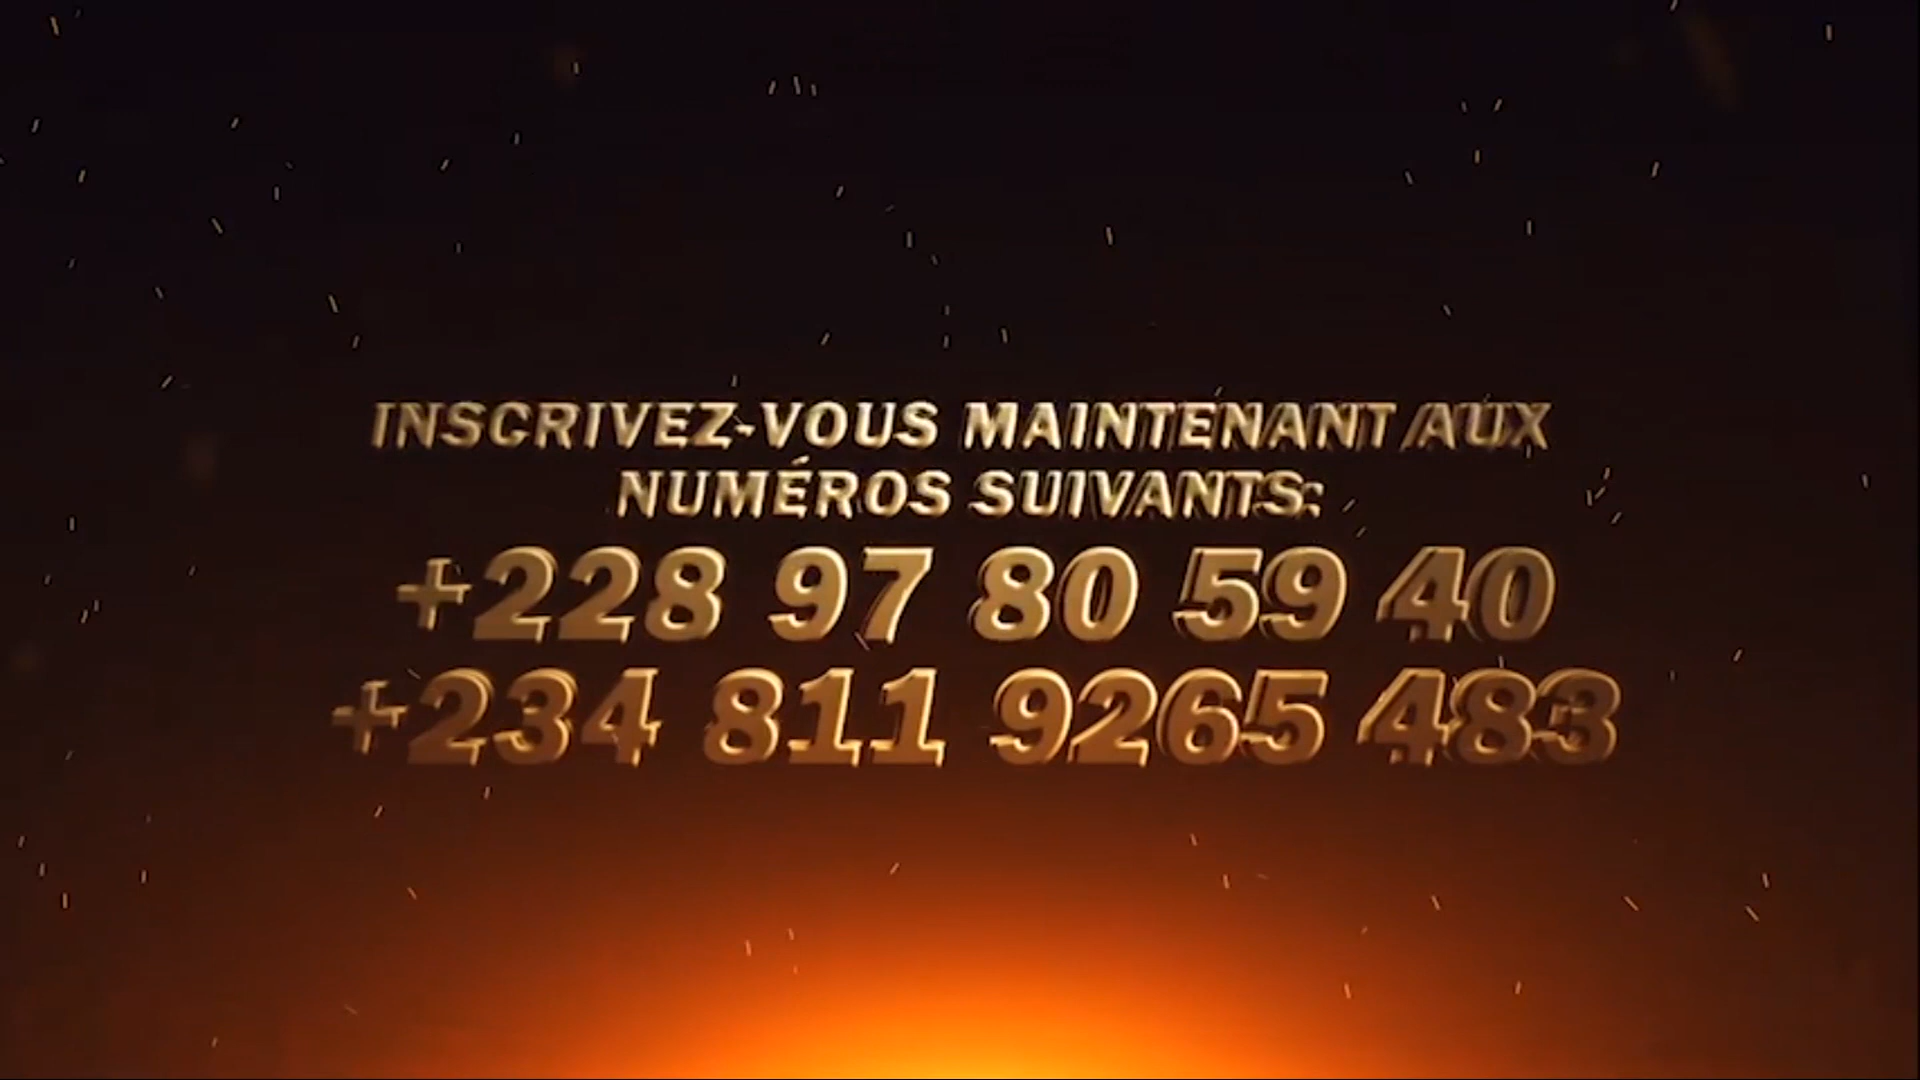 INSCRIVEZ-VOUS MAINTENANT AUX
NUMÉROS SUIVANTS:
+228 97 80 59 40
+234 811 9265 483